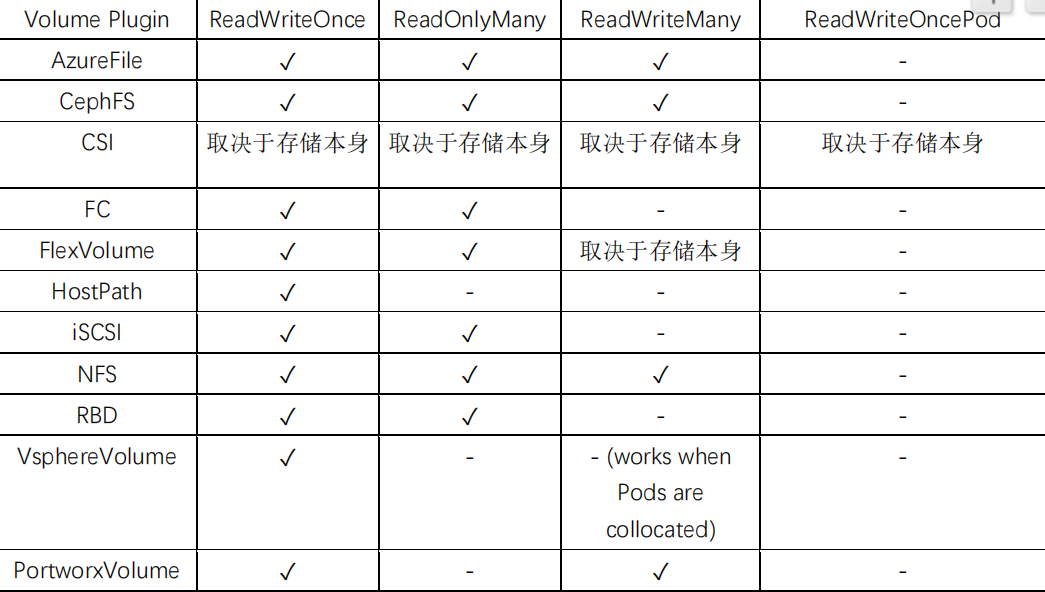 Volume Plugin ReadWriteOnce ReadOnlyMany ReadWriteMany ReadWriteOncePod
AzureFile ✓ ✓ ✓ -
CephFS ✓ ✓ ✓ -
CSI 取决于存储本身 取决于存储本身 取决于存储本身 取决于存储本身
FC ✓ ✓ - -
FlexVolume ✓ ✓ 取决于存储本身 -
HostPath ✓ - - -
iSCSI ✓ ✓ - -
NFS ✓ ✓ ✓ -
RBD ✓ ✓ - -
VsphereVolume ✓ - - (works when -
Pods are
collocated)
PortworxVolume ✓ - ✓ -